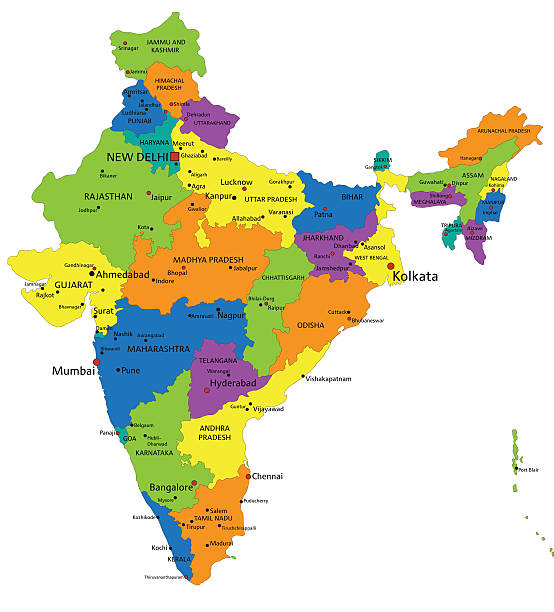 JAMMU AND
KASHMIR
Srinagar
Jammu
HIMACHAL
PRADESH
Shimla
Amritsar
Jalandhar
Ludhiana
PUNJAB
Dehradun
UTTARAKHAND
HARYANA
Meerut
NEW DELHI
Ghaziabad
Bareilly
Bikaner
Aligarh
RAJASTHAN
Jaipur
Jodhpur
Kota
Agra
Lucknow
Gorakhpur
Kanpur
UTTAR PRADESH
Gwalior
Allahabad
Varanasi
BIHAR
Patna
SIKKIM
Gangtok
ARUNACHAL PRADESH
Itanagar
ASSAM
Guwahati
Dispur
NAGALAND
Kohima
Shillong
MEGHALAYA
MANIPUR
Imphal
TRIPURA
Agartala
Aizawl
MIZORAM
JHARKHAND
Dhanbad
Asansol
Ranchi
WEST BENGAL
Jamshedpur
Kolkata
Gandhinagar
Ahmedabad
Jamnagar
GUJARAT
Rajkot
Bhavnagar
Surat
Daman
MADHYA PRADESH
Bhopal
Jabalpur
Indore
CHHATTISGARH
Bhilai-Durg
Raipur
ODISHA
Cuttack
Bhubaneswar
Nashik
Aurangabad
Amravati
Nagpur
Bhiwandi
MAHARASHTRA
Mumbai
Pune
TELANGANA
Warangal
Hyderabad
Vishakapatnam
Guntur
Vijayawad
ANDHRA
PRADESH
Panaji
GOA
Belgaum
Hubli-
Dharwad
KARNATAKA
Bangalore
Mysore
Chennai
Puducherry
Kozhikode
Salem
TAMIL NADU
Tirupur
Tiruchchirappalli
Kochi
Madurai
KERALA
Thiruvananthapuram
Port Blair